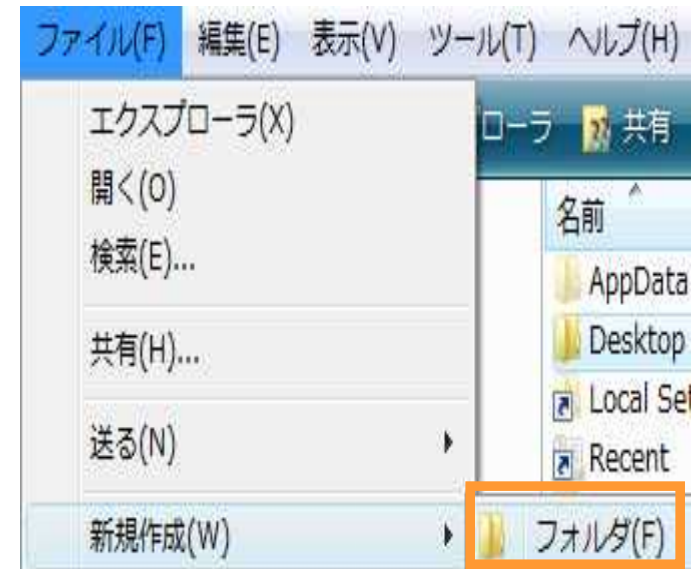 ファイル(F) 編集(E) 表示(V) ツール(T) ヘルプ(H)
エクスプローラ(X)
開く(O)
検索(E)...
共有(H)...
送る(N)
新規作成(W)
ローラ 共有
名前
AppData
Desktop
Local Set
Recent
フォルダ(F)